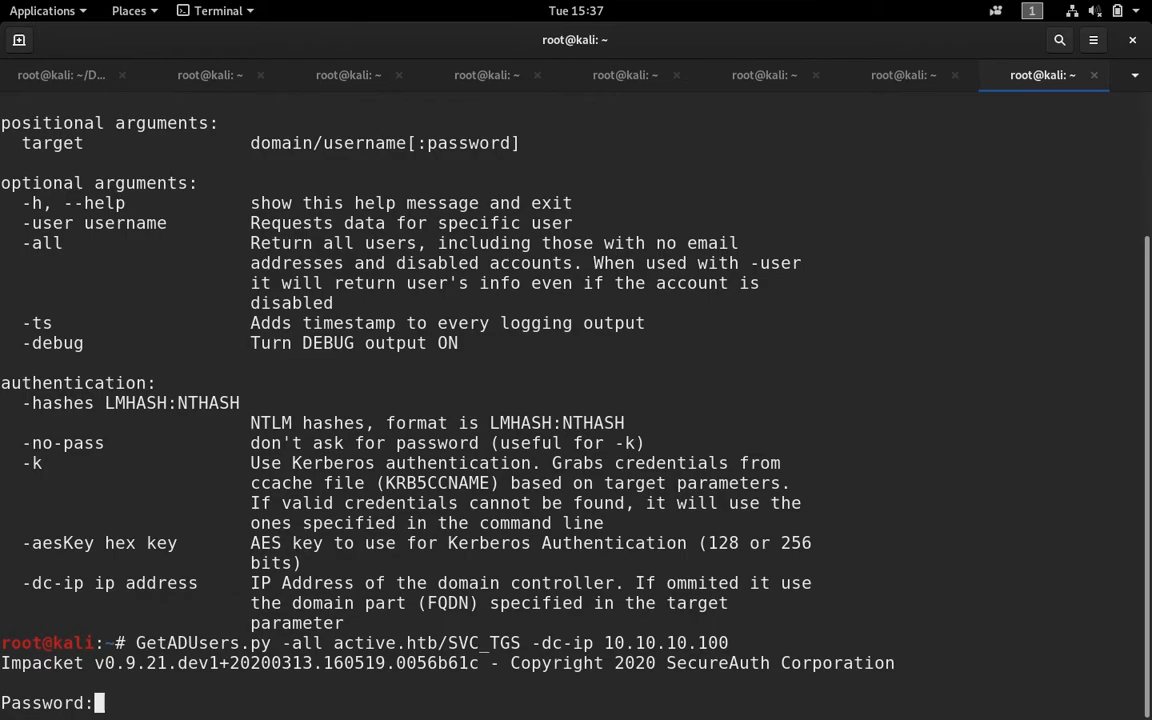 Applications Places Terminal Tue 15:37 1
root@kali: ~
root@kali: ~/D... root@kali: ~ root@kali: ~ root@kali: ~ root@kali: ~ root@kali: ~ root@kali: ~ root@kali: ~
positional arguments:
target domain/username[:password]
optional arguments:
-h, --help show this help message and exit
-user username Requests data for specific user
-all Return all users, including those with no email
addresses and disabled accounts. When used with -user
it will return user's info even if the account is
disabled
-ts Adds timestamp to every logging output
-debug Turn DEBUG output ON
authentication:
-hashes LMHASH:NTHASH
NTLM hashes, format is LMHASH:NTHASH
-no-pass don't ask for password (useful for -k)
-k Use Kerberos authentication. Grabs credentials from
ccache file (KRB5CCNAME) based on target parameters.
If valid credentials cannot be found, it will use the
ones specified in the command line
-aesKey hex key AES key to use for Kerberos Authentication (128 or 256
bits)
-dc-ip ip address IP Address of the domain controller. If ommited it use
the domain part (FQDN) specified in the target
parameter
root@kali:~# GetADUsers.py -all active.htb/SVC_TGS -dc-ip 10.10.10.100
Impacket v0.9.21.dev1+20200313.160519.0056b61c - Copyright 2020 SecureAuth Corporation
Password: